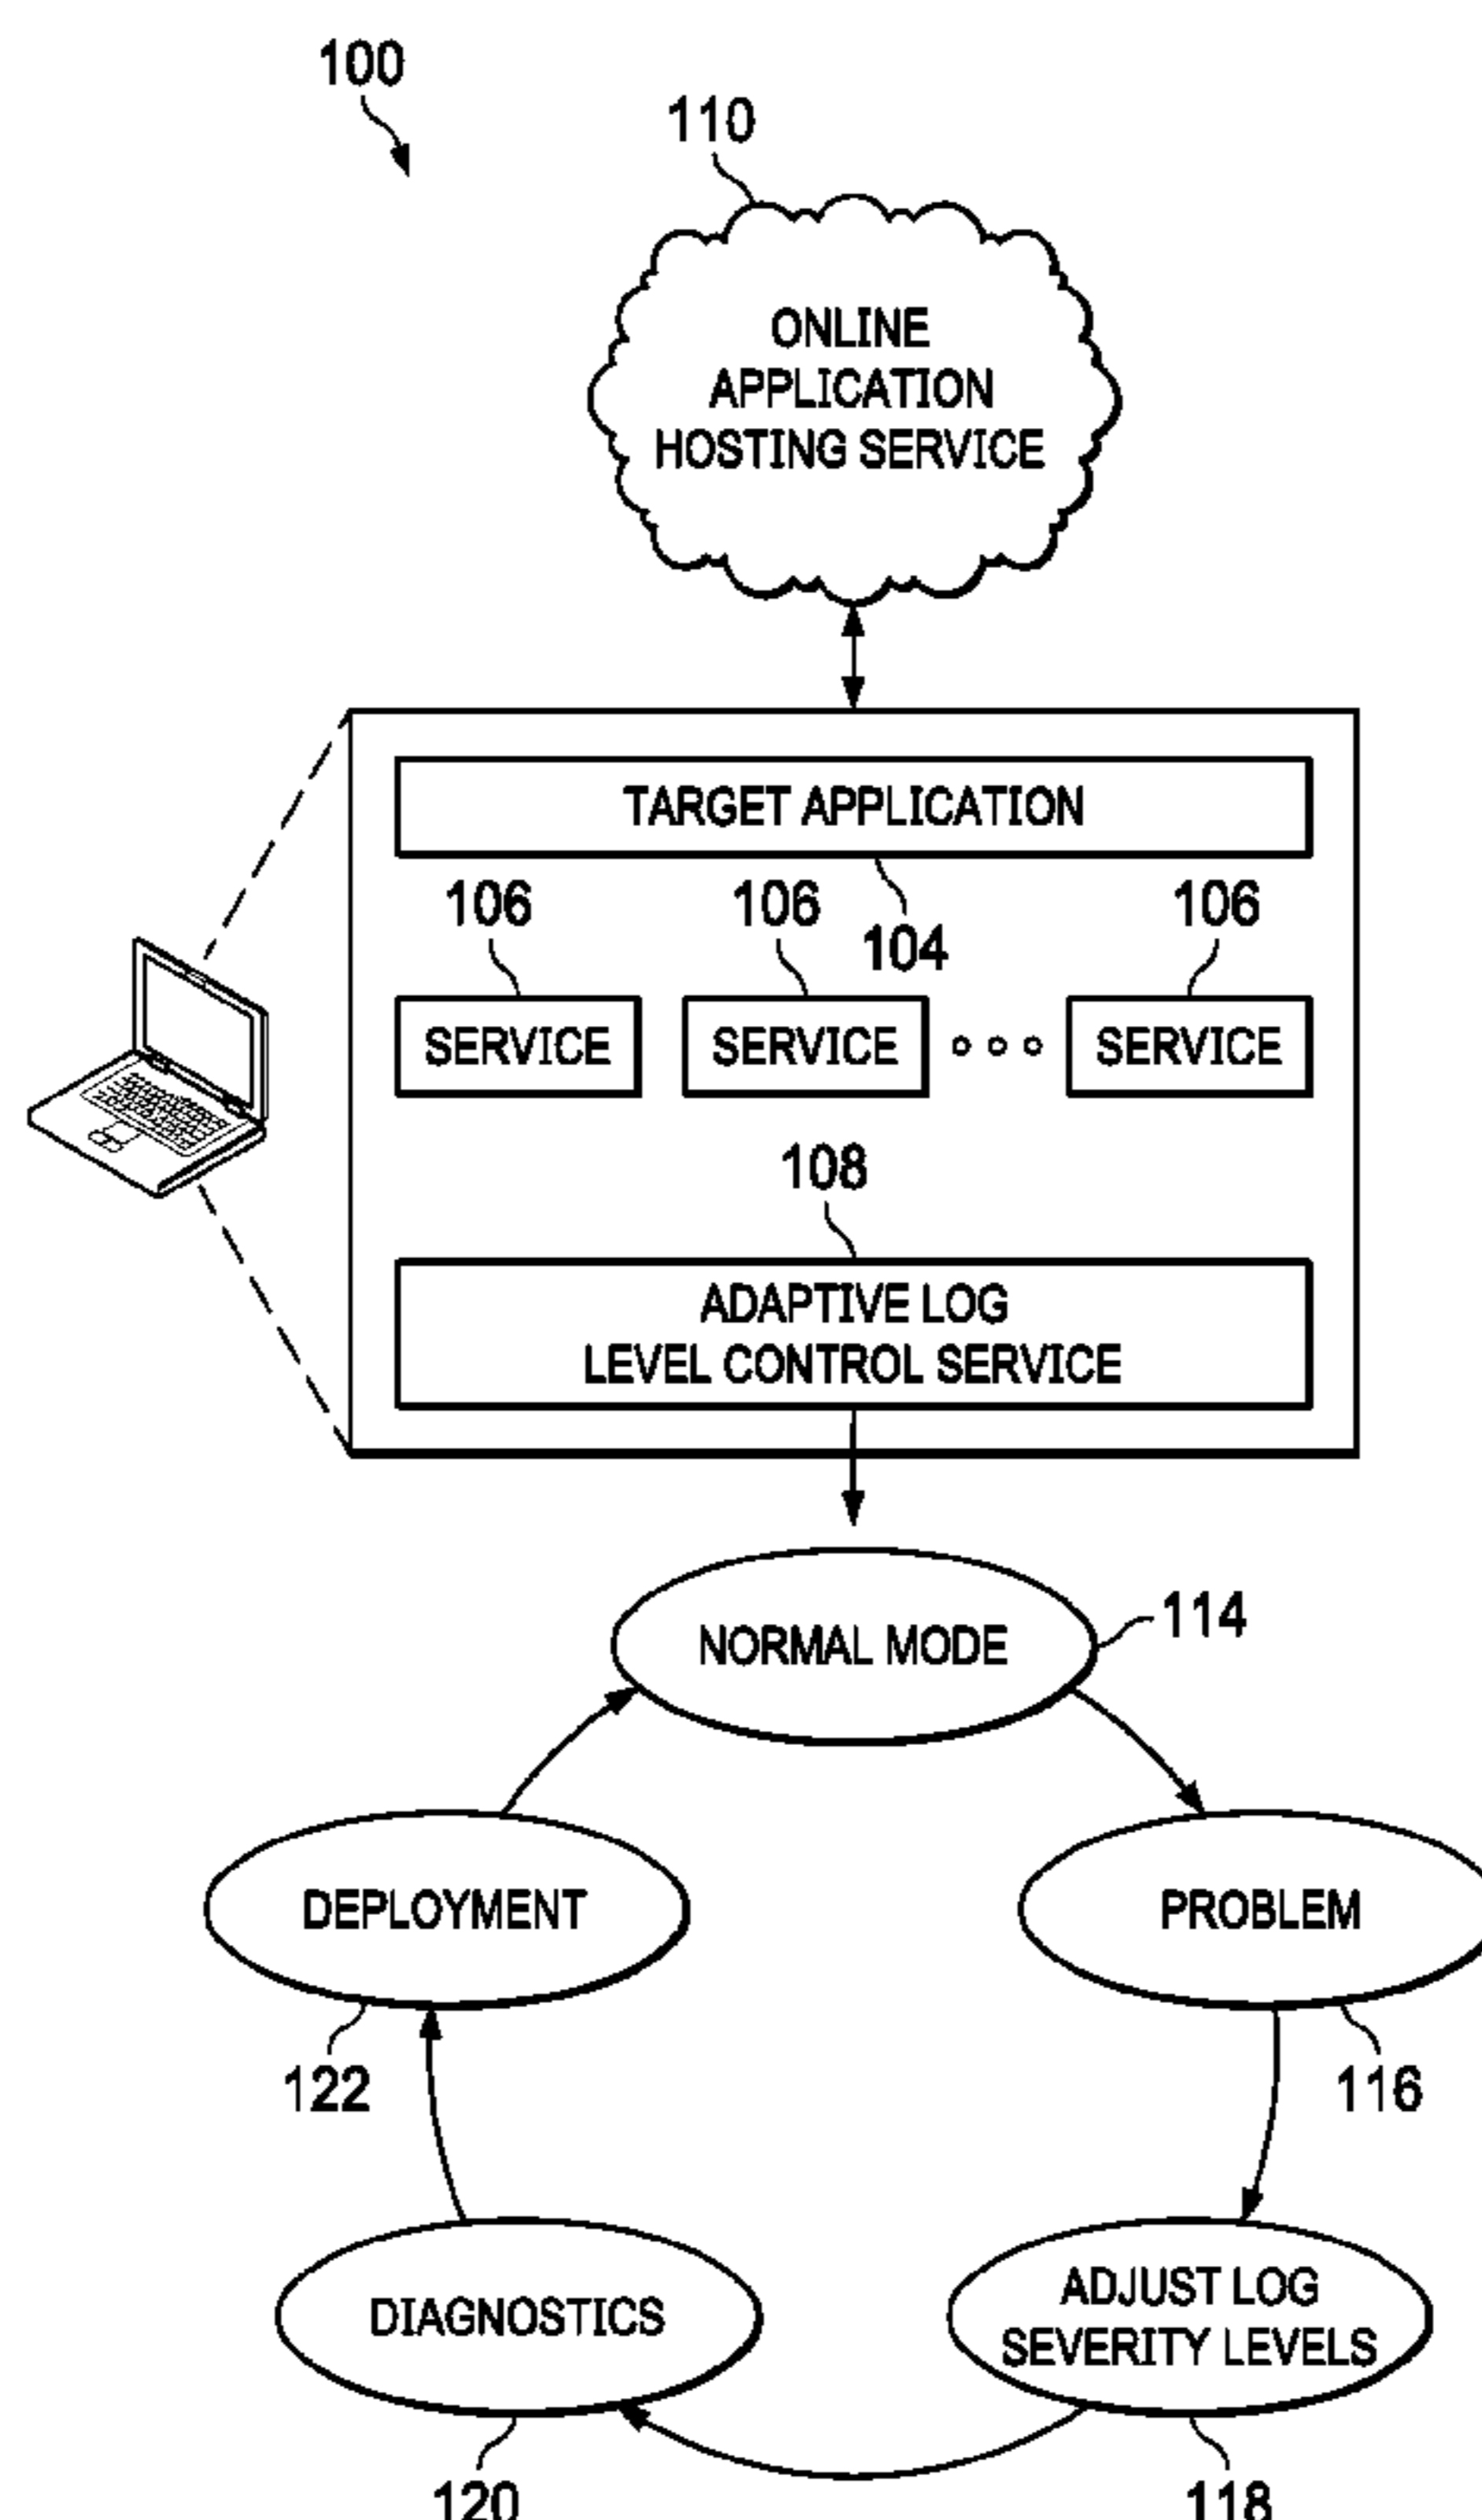 100
110
ONLINE
APPLICATION
HOSTING SERVICE
TARGET APPLICATION
106
106
104
106
SERVICE
SERVICE
SERVICE
108
ADAPTIVE LOG
LEVEL CONTROL SERVICE
NORMAL MODE
114
DEPLOYMENT
PROBLEM
122
116
DIAGNOSTICS
ADJUST LOG
SEVERITY LEVELS
120
118